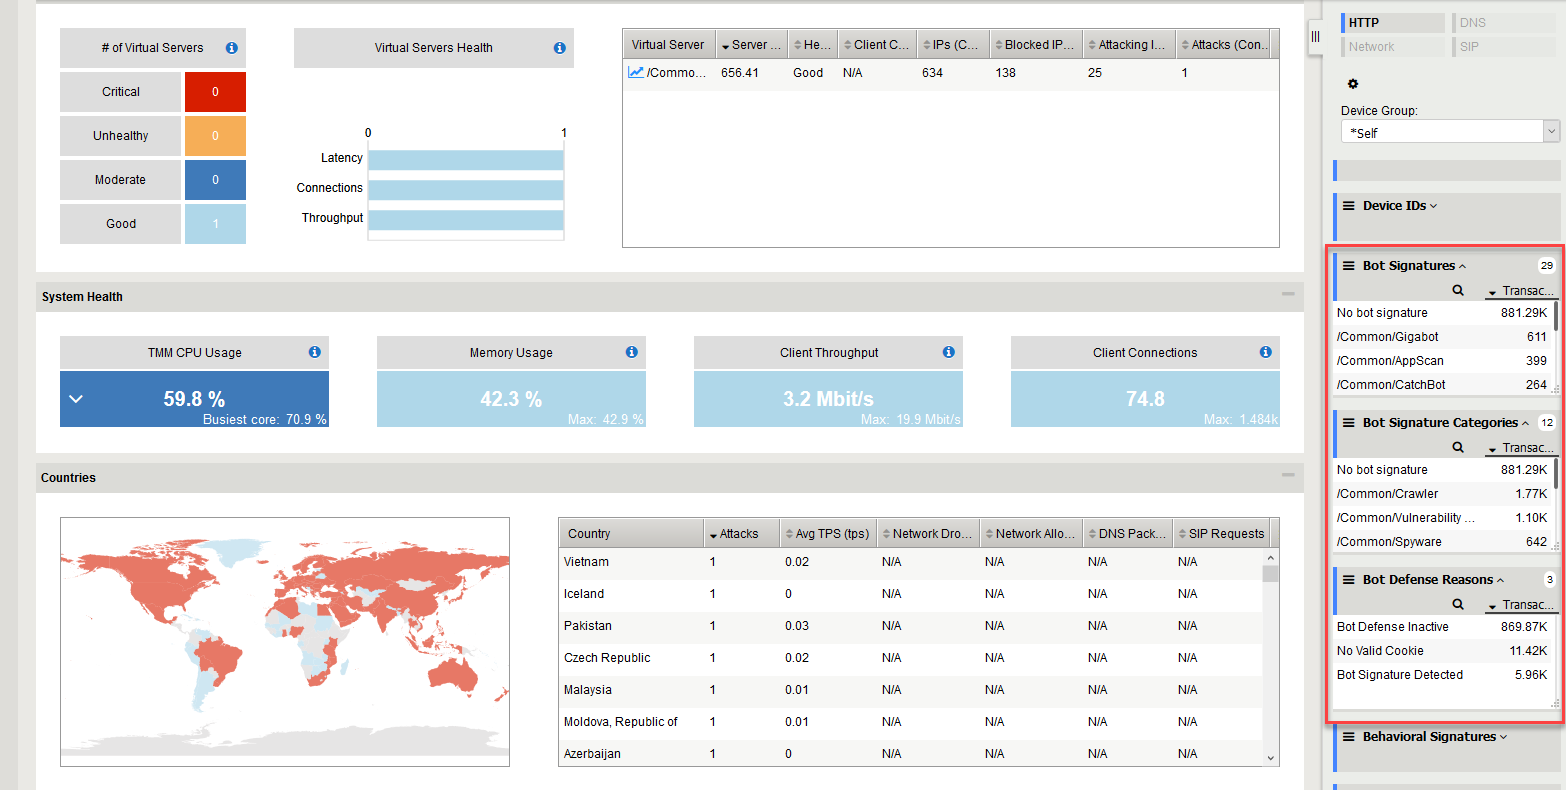 # of Virtual Servers
Critical 0
Unhealthy 0
Moderate 0
Good 1
Virtual Servers Health
0 1
Latency
Connections
Throughput
Virtual Server Server ... He... Client C... IPs (C... Blocked IP... Attacking I... Attacks (Con...
/Commo... 656.41 Good N/A 634 138 25 1
System Health
TMM CPU Usage
59.8 %
Busiest core: 70.9 %
Memory Usage
42.3 %
Max: 42.9 %
Client Throughput
3.2 Mbit/s
Max: 19.9 Mbit/s
Client Connections
74.8
Max: 1.484k
Countries
Country Attacks Avg TPS (tps) Network Dro... Network Allo... DNS Pack... SIP Requests
Vietnam 1 0.02 N/A N/A N/A N/A
Iceland 1 0 N/A N/A N/A N/A
Pakistan 1 0.03 N/A N/A N/A N/A
Czech Republic 1 0.02 N/A N/A N/A N/A
Malaysia 1 0.01 N/A N/A N/A N/A
Moldova, Republic of 1 0.01 N/A N/A N/A N/A
Azerbaijan 1 0 N/A N/A N/A N/A
HTTP DNS
Network SIP
Device Group:
*Self
Device IDs
Bot Signatures 29
Transac...
No bot signature 881.29K
/Common/Gigabot 611
/Common/AppScan 399
/Common/CatchBot 264
Bot Signature Categories 12
Transac...
No bot signature 881.29K
/Common/Crawler 1.77K
/Common/Vulnerability ... 1.10K
/Common/Spyware 642
Bot Defense Reasons 3
Transac...
Bot Defense Inactive 869.87K
No Valid Cookie 11.42K
Bot Signature Detected 5.96K
Behavioral Signatures